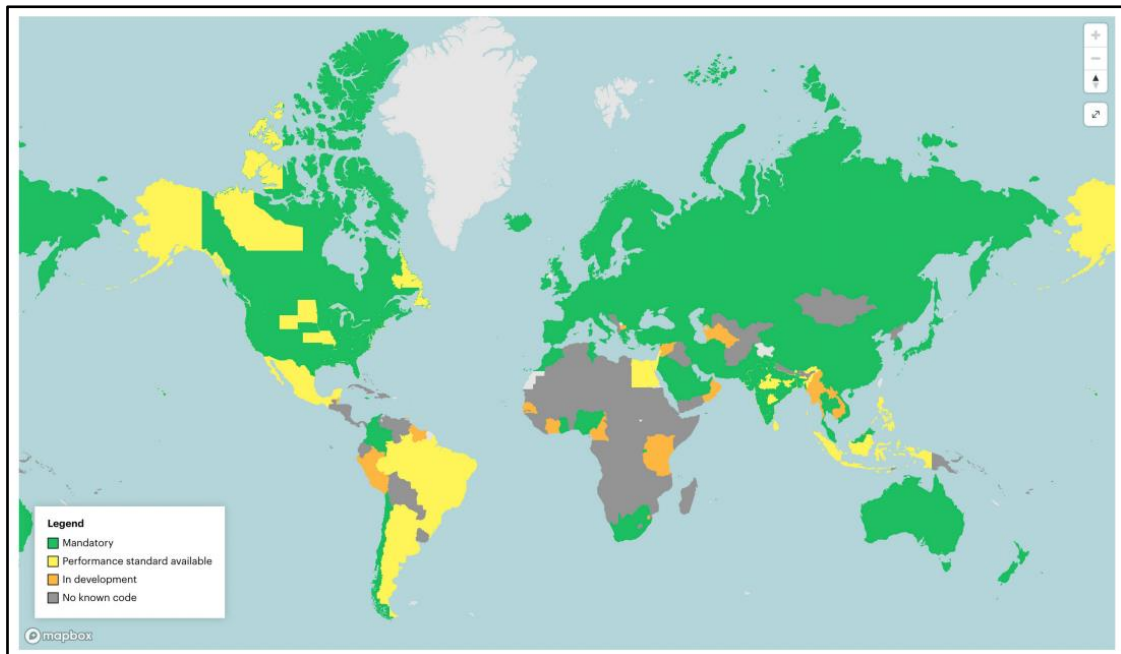 Legend
Mandatory
Performance standard available
In development
No known code
mapbox